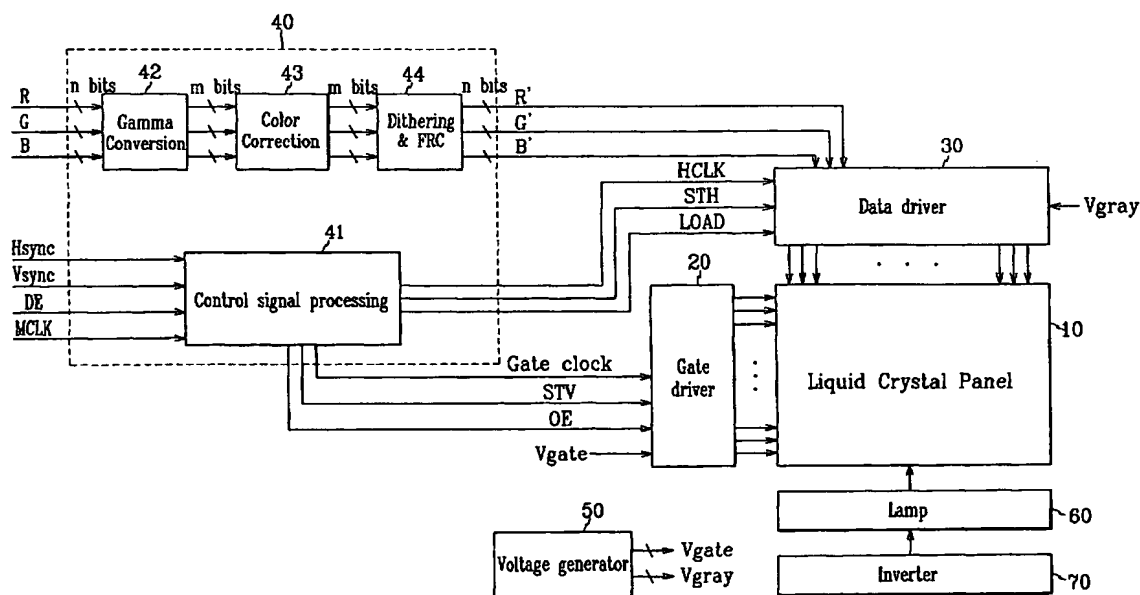 40
n bits 42 m bits 43 m bits 44 n bits
R R'
G Gamma Conversion Color Correction Dithering & FRC G'
B B'
30
HCLK
STH Data driver Vgray
LOAD
Hsync 41
Vsync 20 . . .
DE Control signal processing
MCLK 10
Gate clock Gate driver Liquid Crystal Panel
STV
OE
Vgate
Lamp 60
50
Voltage generator Vgate
Vgray Inverter 70